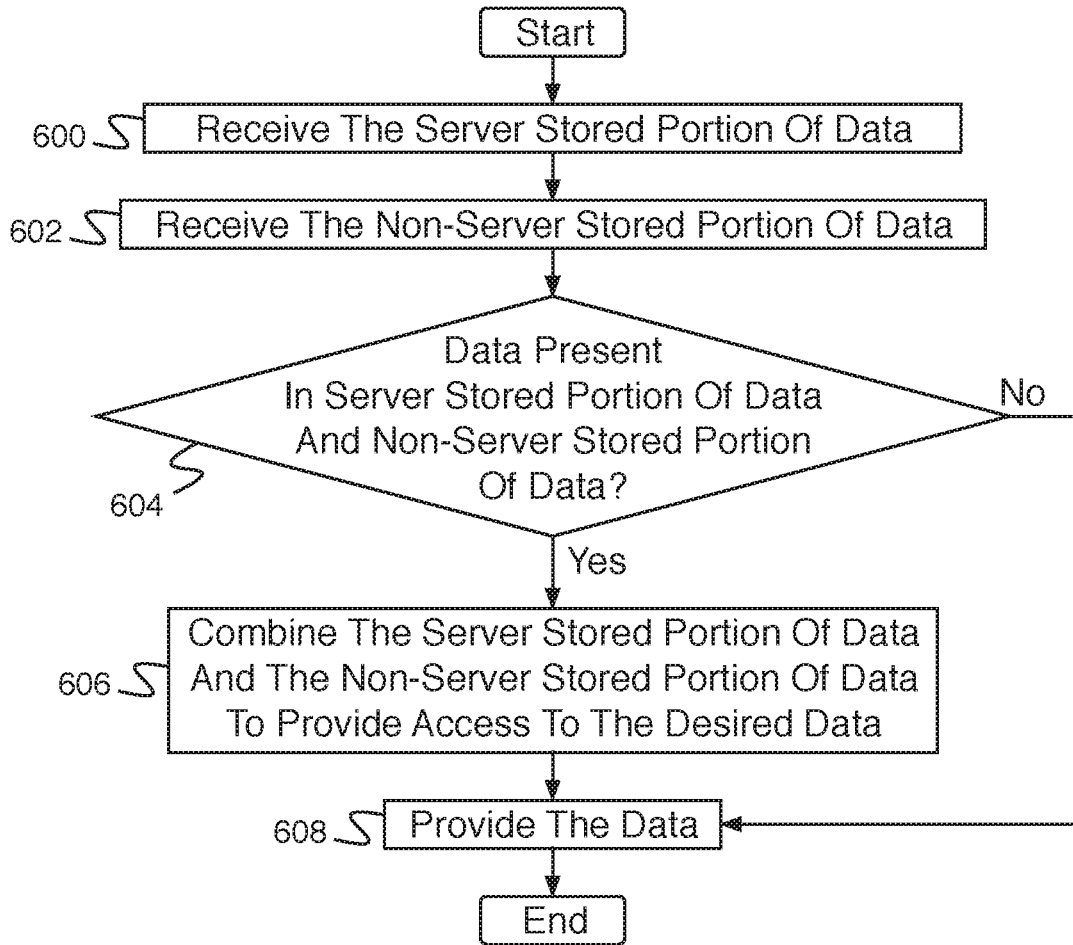 Start
600
Receive The Server Stored Portion Of Data
602
Receive The Non-Server Stored Portion Of Data
Data Present
In Server Stored Portion Of Data
And Non-Server Stored Portion
Of Data?
No
604
Yes
Combine The Server Stored Portion Of Data
606
And The Non-Server Stored Portion Of Data
To Provide Access To The Desired Data
608
Provide The Data
End